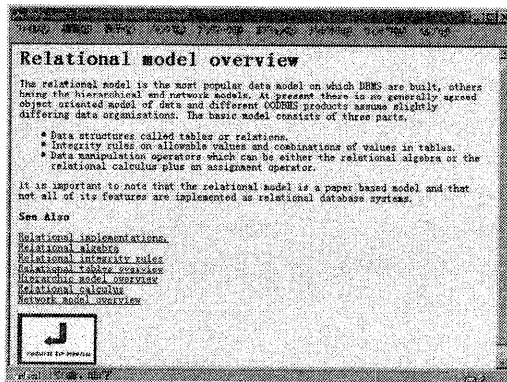 Relational model overview
The relational model is the most popular data model on which DBMS are built, others
being the hierarchical and network models. At present there is no generally agreed
object oriented model of data and different OODBMS products assume slightly
differing data organisations. The basic model consists of three parts.
* Data structures called tables or relations.
* Integrity rules on allowable values and combinations of values in tables.
* Data manipulation operators which can be either the relational algebra or the
relational calculus plus an assignment operator.
It is important to note that the relational model is a paper based model and that
not all of its features are implemented as relational database systems.
See Also
Relational implementations.
Relational algebra
Relational integrity rules
Relational tables overview
Hierarchic model overview
Relational calculus
Network model overview
return to menu